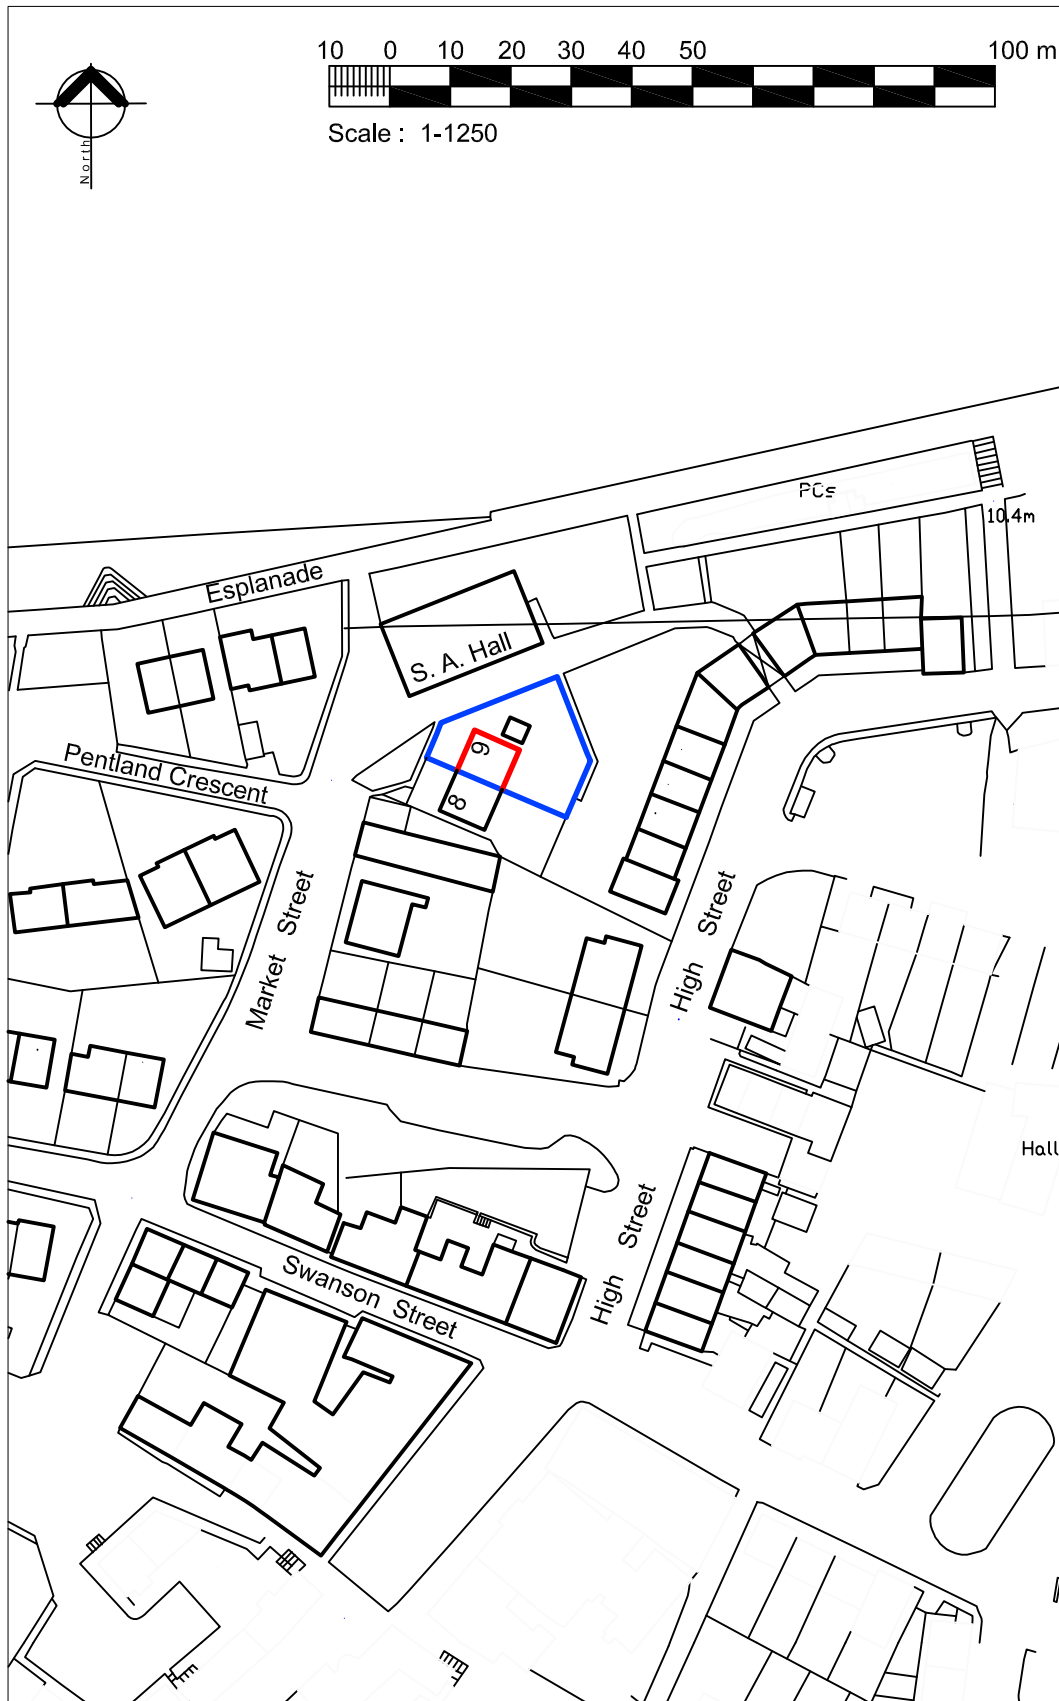 10 0 10 20 30 40 50 100 m
Scale : 1-1250
North
PCs
10.4m
Esplanade
S. A. Hall
9
8
Pentland Crescent
Market Street
High Street
Hall
High Street
Swanson Street